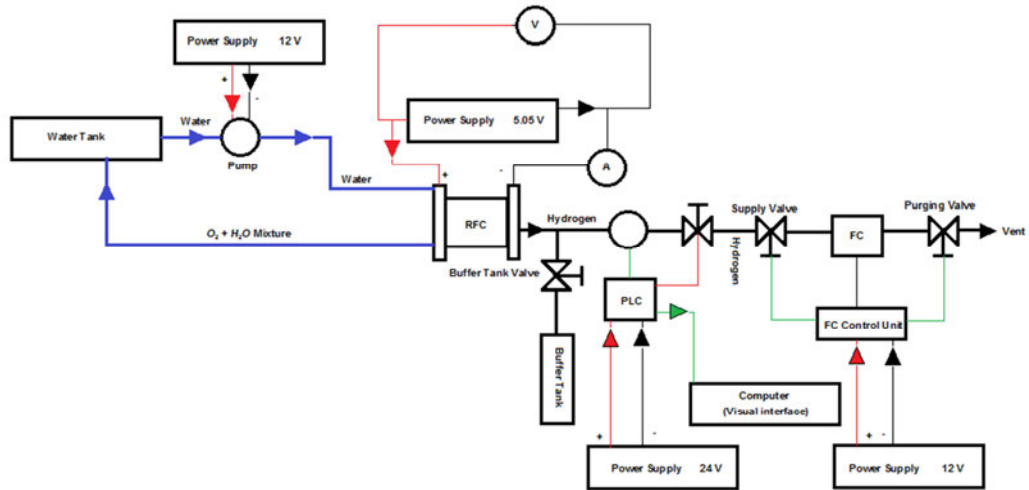 V
Power Supply 12 V
+
-
Power Supply 5.05 V
Water Tank
Water
Pump
A
+
-
Water
RFC
Hydrogen
Supply Valve
Purging Valve
O2 + H2O Mixture
FC
Vent
Hydrogen
Buffer Tank Valve
PLC
FC Control Unit
Buffer Tank
Computer
(Visual interface)
+
-
+
-
Power Supply 24 V
Power Supply 12 V